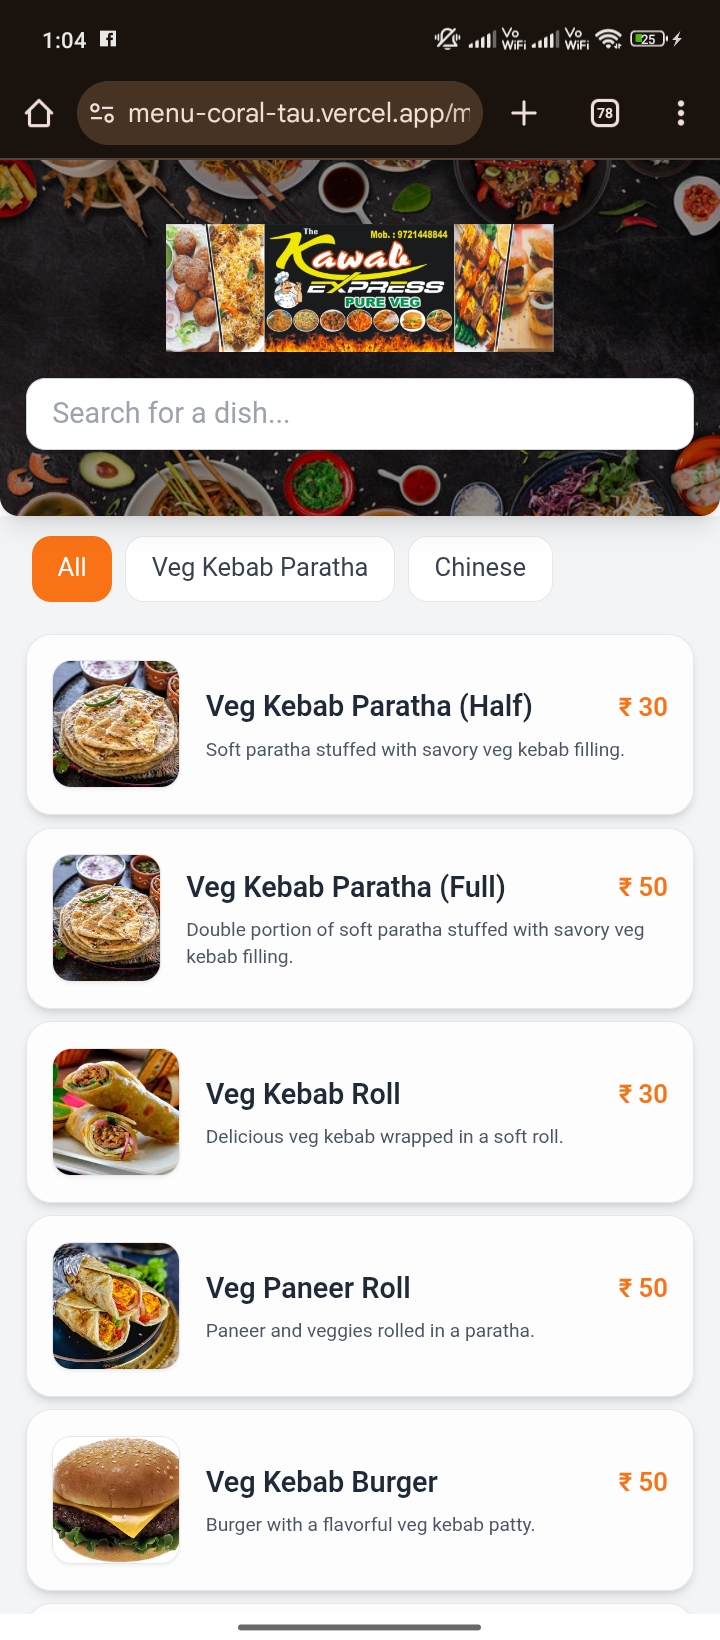 1:04
Vo WiFi
Vo WiFi
25
menu-coral-tau.vercel.app/m
78
The
Mob. : 9721448844
Kawab
EXPRESS
PURE VEG
Search for a dish...
All
Veg Kebab Paratha
Chinese
Veg Kebab Paratha (Half)
₹ 30
Soft paratha stuffed with savory veg kebab filling.
Veg Kebab Paratha (Full)
₹ 50
Double portion of soft paratha stuffed with savory veg
kebab filling.
Veg Kebab Roll
₹ 30
Delicious veg kebab wrapped in a soft roll.
Veg Paneer Roll
₹ 50
Paneer and veggies rolled in a paratha.
Veg Kebab Burger
₹ 50
Burger with a flavorful veg kebab patty.